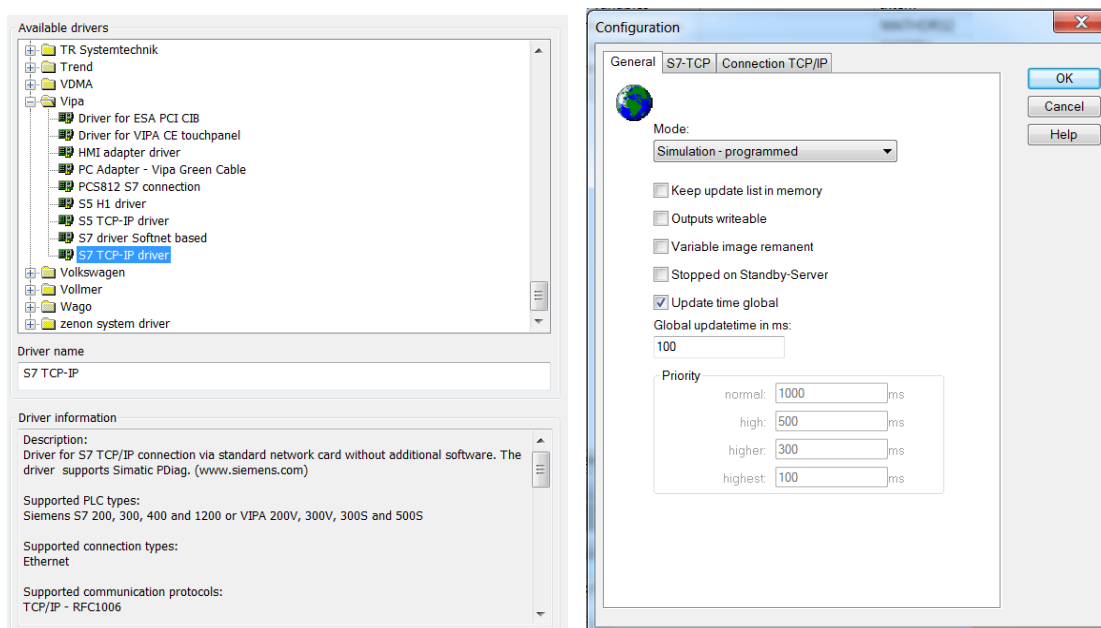 Available drivers
TR Systemtechnik
Trend
VDMA
Vipa
Driver for ESA PCI CIB
Driver for VIPA CE touchpanel
HMI adapter driver
PC Adapter - Vipa Green Cable
PCS812 S7 connection
S5 H1 driver
S5 TCP-IP driver
S7 driver Softnet based
S7 TCP-IP driver
Volkswagen
Vollmer
Wago
zenon system driver
Driver name
S7 TCP-IP
Driver information
Description:
Driver for S7 TCP/IP connection via standard network card without additional software. The
driver supports Simatic PDiag. (www.siemens.com)
Supported PLC types:
Siemens S7 200, 300, 400 and 1200 or VIPA 200V, 300V, 300S and 500S
Supported connection types:
Ethernet
Supported communication protocols:
TCP/IP - RFC1006
Configuration
General S7-TCP Connection TCP/IP
OK
Cancel
Help
Mode:
Simulation - programmed
Keep update list in memory
Outputs writeable
Variable image remanent
Stopped on Standby-Server
Update time global
Global updatetime in ms:
100
Priority
normal: 1000 ms
high: 500 ms
higher: 300 ms
highest: 100 ms